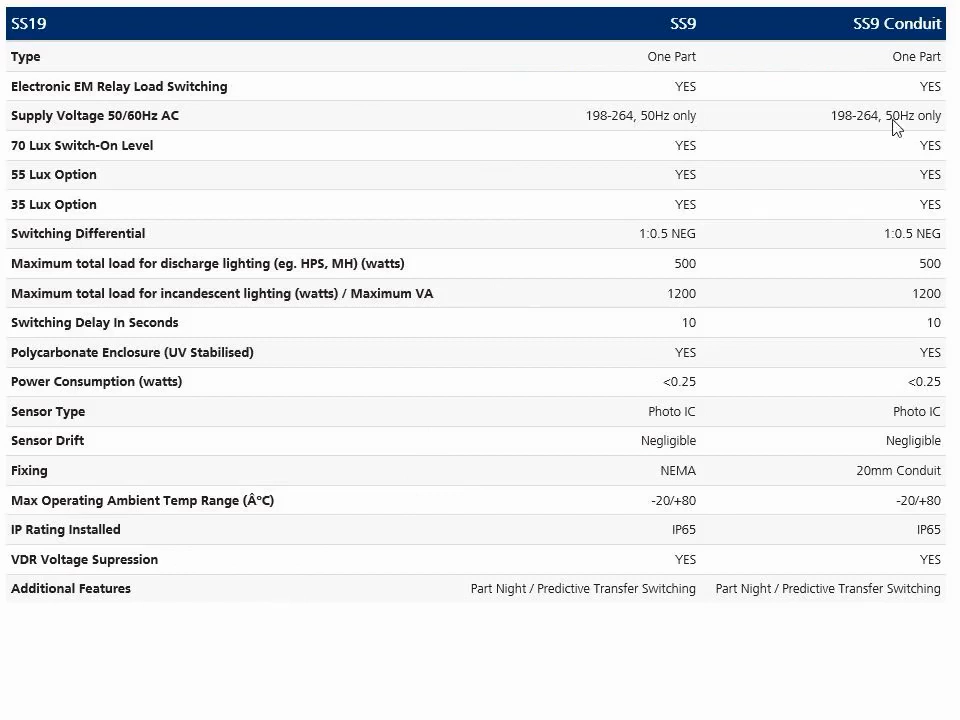 SS19 SS9 SS9 Conduit
Type One Part One Part
Electronic EM Relay Load Switching YES YES
Supply Voltage 50/60Hz AC 198-264, 50Hz only 198-264, 50Hz only
70 Lux Switch-On Level YES YES
55 Lux Option YES YES
35 Lux Option YES YES
Switching Differential 1:0.5 NEG 1:0.5 NEG
Maximum total load for discharge lighting (eg. HPS, MH) (watts) 500 500
Maximum total load for incandescent lighting (watts) / Maximum VA 1200 1200
Switching Delay In Seconds 10 10
Polycarbonate Enclosure (UV Stabilised) YES YES
Power Consumption (watts) <0.25 <0.25
Sensor Type Photo IC Photo IC
Sensor Drift Negligible Negligible
Fixing NEMA 20mm Conduit
Max Operating Ambient Temp Range (Â°C) -20/+80 -20/+80
IP Rating Installed IP65 IP65
VDR Voltage Supression YES YES
Additional Features Part Night / Predictive Transfer Switching Part Night / Predictive Transfer Switching